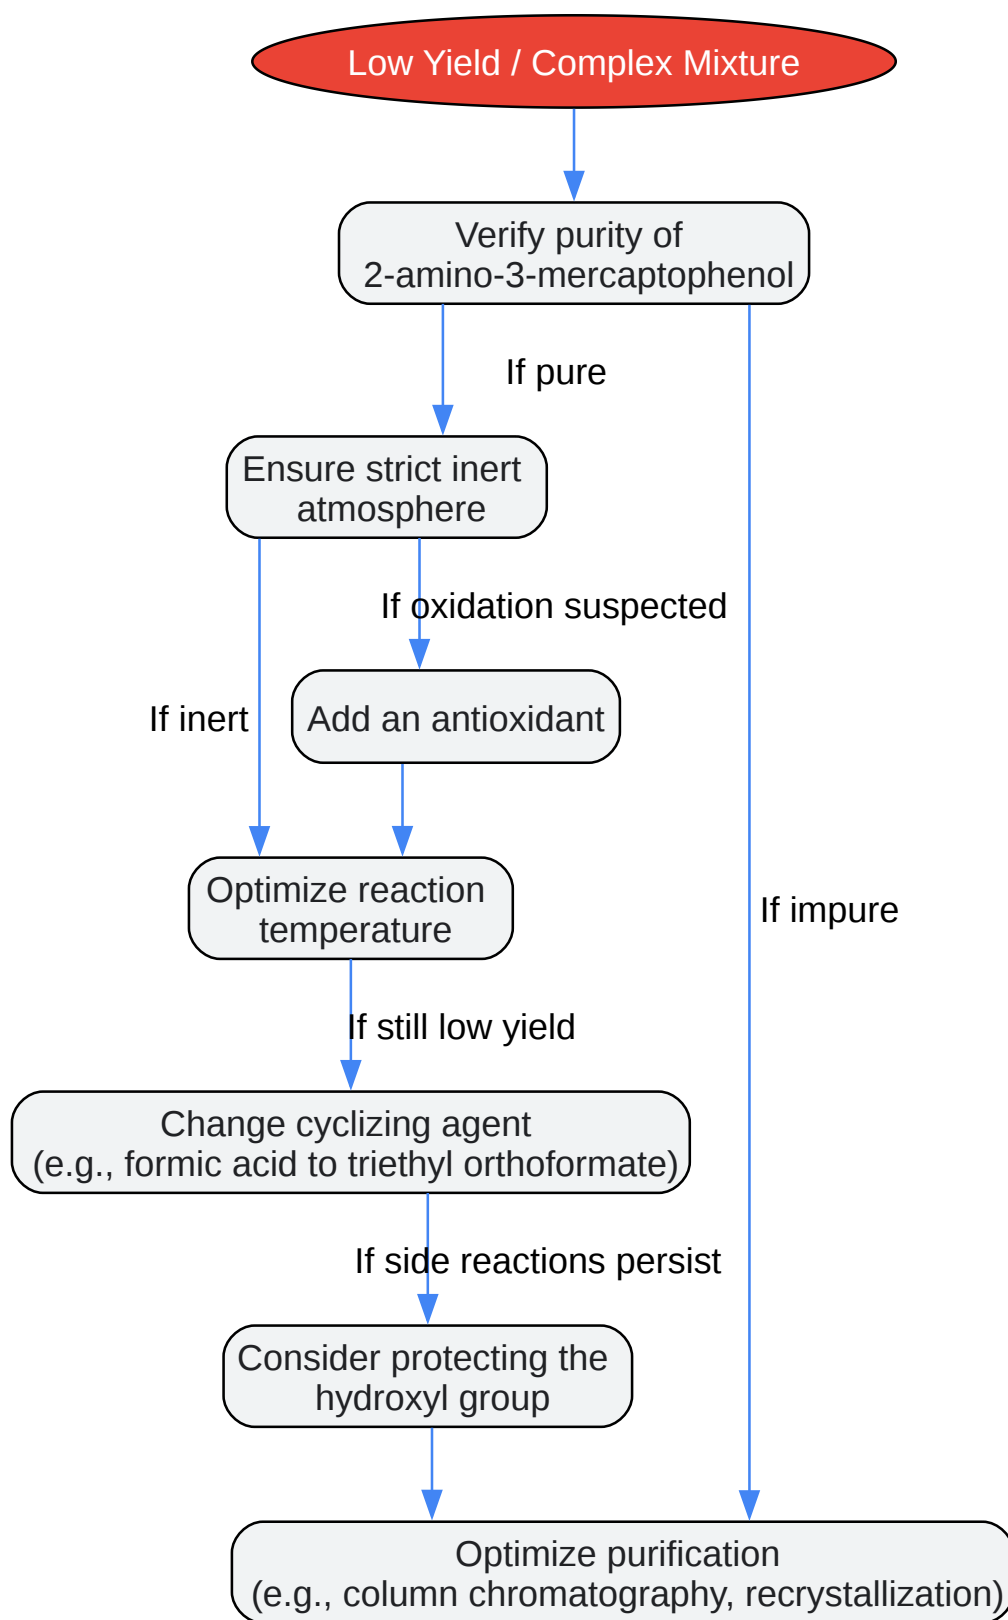 Low Yield / Complex Mixture
Verify purity of
2-amino-3-mercaptophenol
If pure
Ensure strict inert
atmosphere
If oxidation suspected
If inert
Add an antioxidant
Optimize reaction
temperature
If impure
If still low yield
Change cyclizing agent
(e.g., formic acid to triethyl orthoformate)
If side reactions persist
Consider protecting the
hydroxyl group
Optimize purification
(e.g., column chromatography, recrystallization)